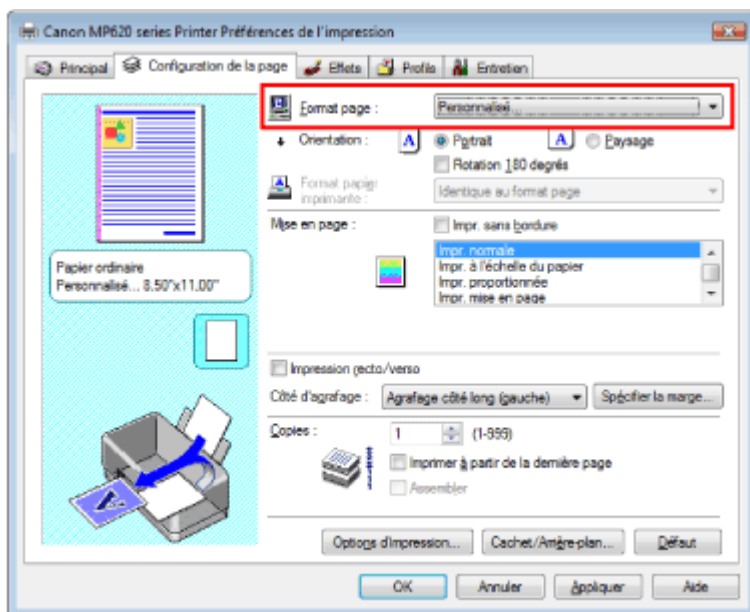 Canon MP620 series Printer Préférences de l'impression
Principal Configuration de la page Effets Profils Entretien
Format page : Personnalisé...
Orientation : A Portrait A Paysage
Rotation 180 degrés
Format papier imprimante : Identique au format page
Mise en page : Impr. sans bordure
Impr. normale
Impr. à l'échelle du papier
Impr. proportionnée
Impr. mise en page
Papier ordinaire
Personnalisé... 8.50"x11.00"
Impression recto/verso
Côté d'agrafage : Agrafage côté long (gauche) Spécifier la marge...
Copies : 1 (1-999)
Imprimer à partir de la dernière page
Assembler
Options d'impression... Cachet/Arrière-plan... Défaut
OK Annuler Appliquer Aide